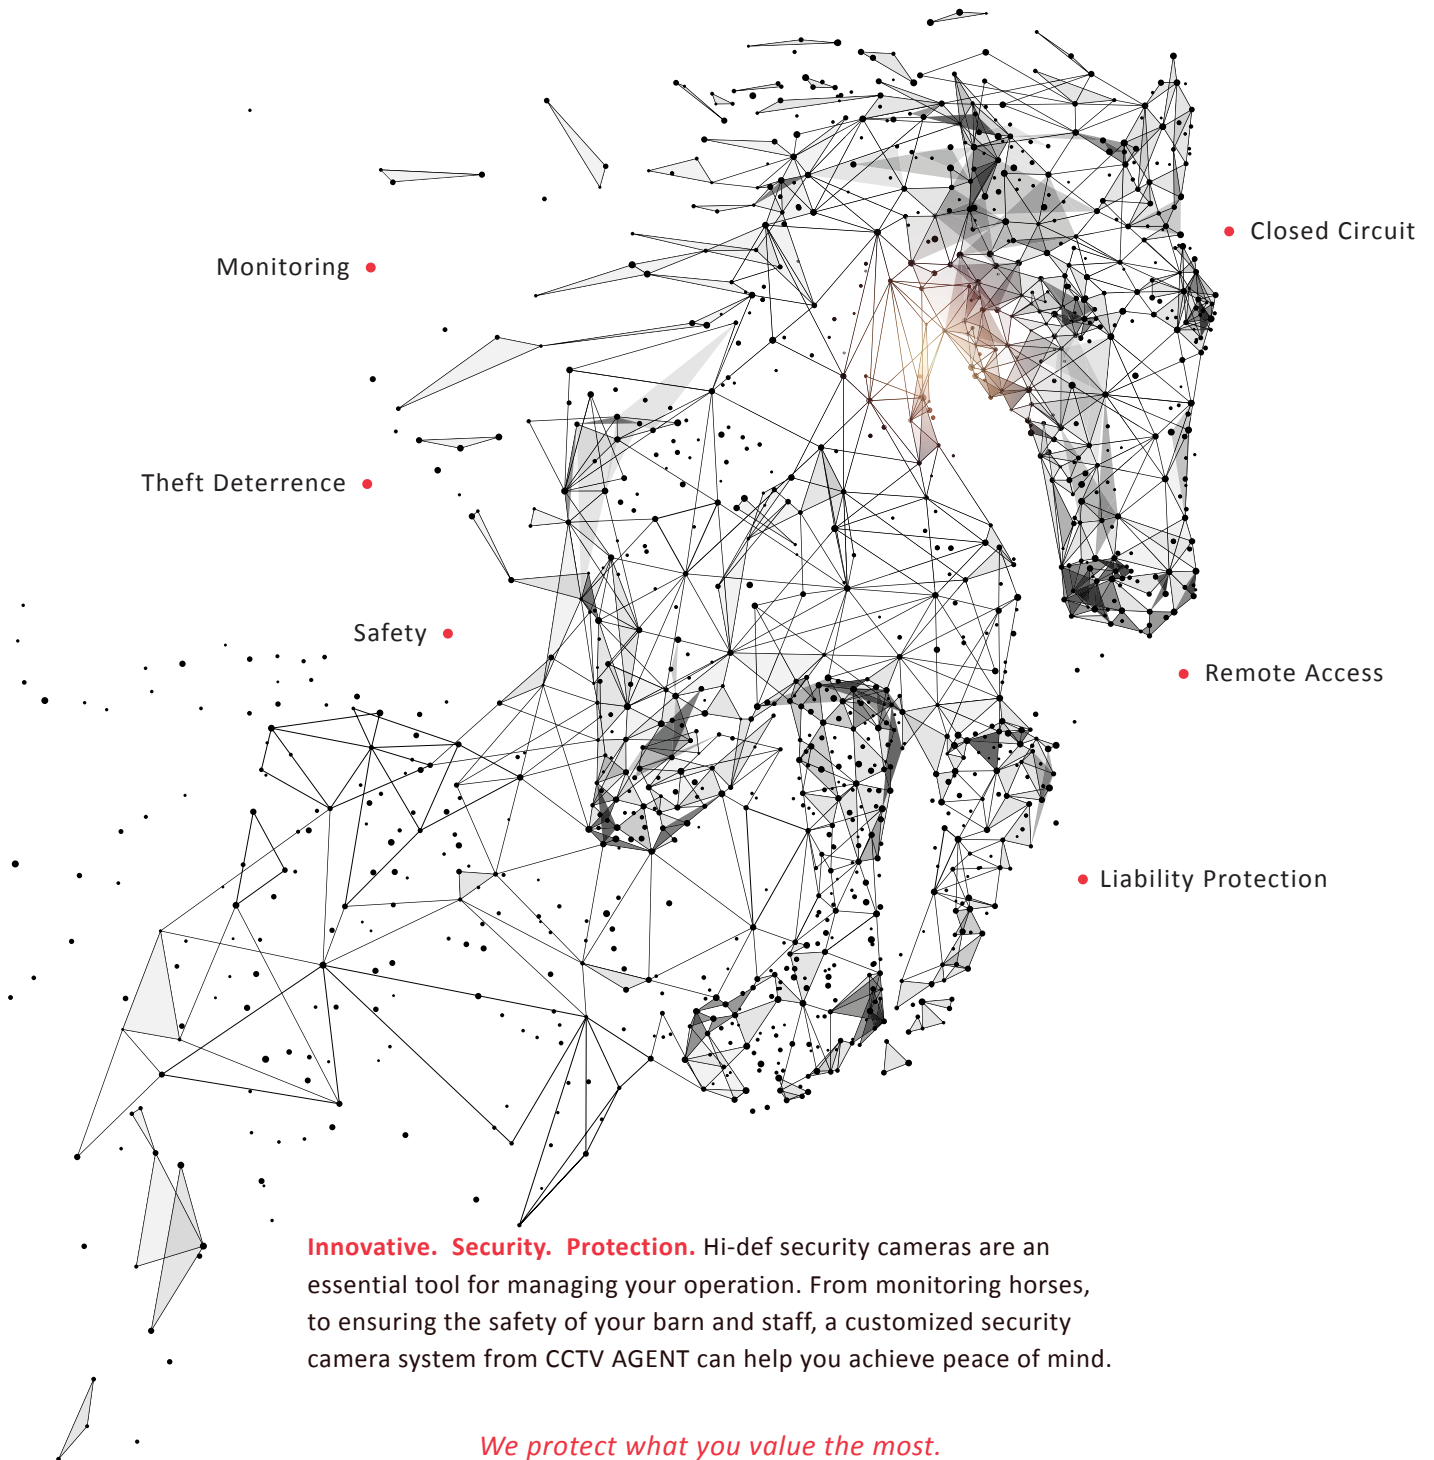 Closed Circuit
Monitoring
Theft Deterrence
Safety
Remote Access
Liability Protection
Innovative. Security. Protection. Hi-def security cameras are an
essential tool for managing your operation. From monitoring horses,
to ensuring the safety of your barn and staff, a customized security
camera system from CCTV AGENT can help you achieve peace of mind.
We protect what you value the most.